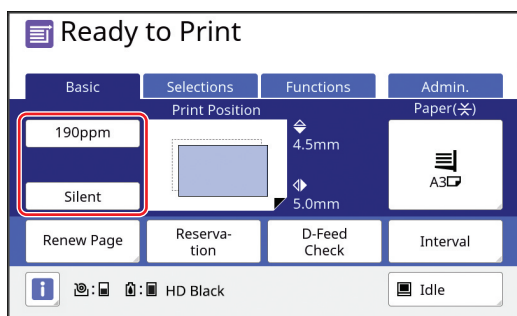 Ready to Print
Basic
Selections
Functions
Admin.
Print Position
Paper(
)
190ppm
4.5mm
A3
Silent
5.0mm
Renew Page
Reserva-
tion
D-Feed
Check
Interval
i
:
:
HD Black
Idle